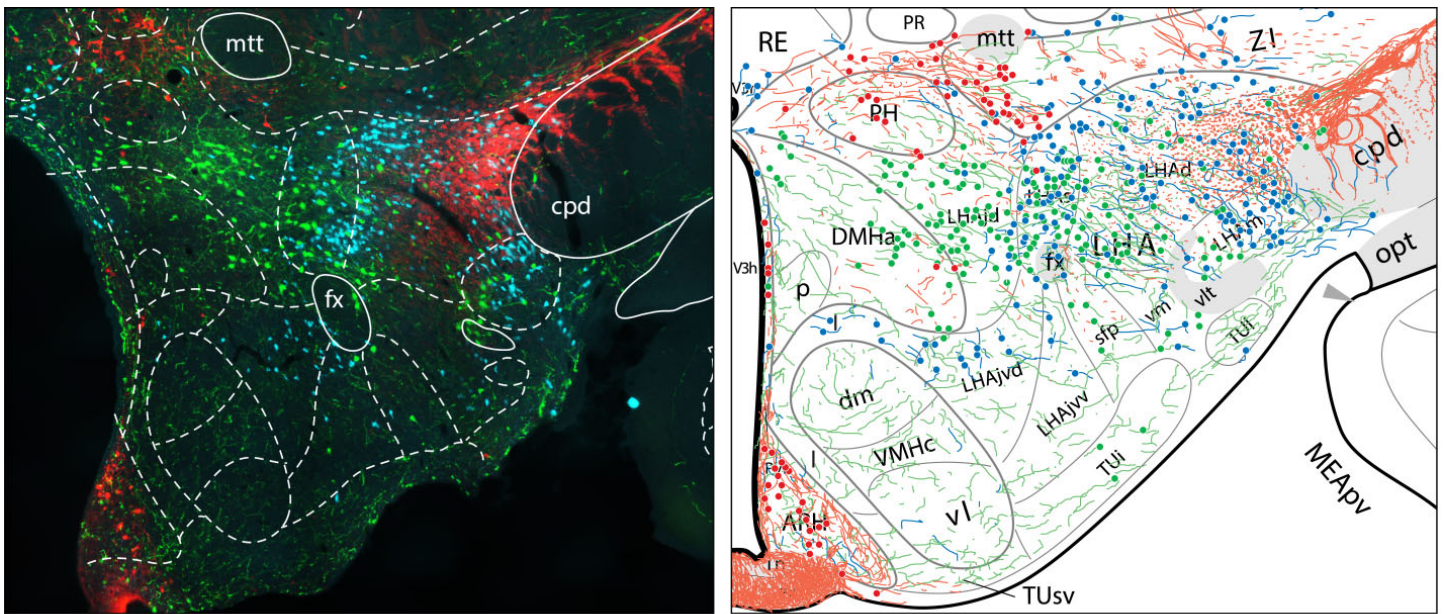 mtt
cpd
fx
PR
RE
mtt
ZI
PH
cpd
LHAd
LHAjd
DMHa
LHA
fx
opt
V3h
p
vlt
vm
sfp
l
TUl
LHAjvd
dm
LHAjvv
VMHc
l
TUi
MEApv
ARH
vl
TUsv